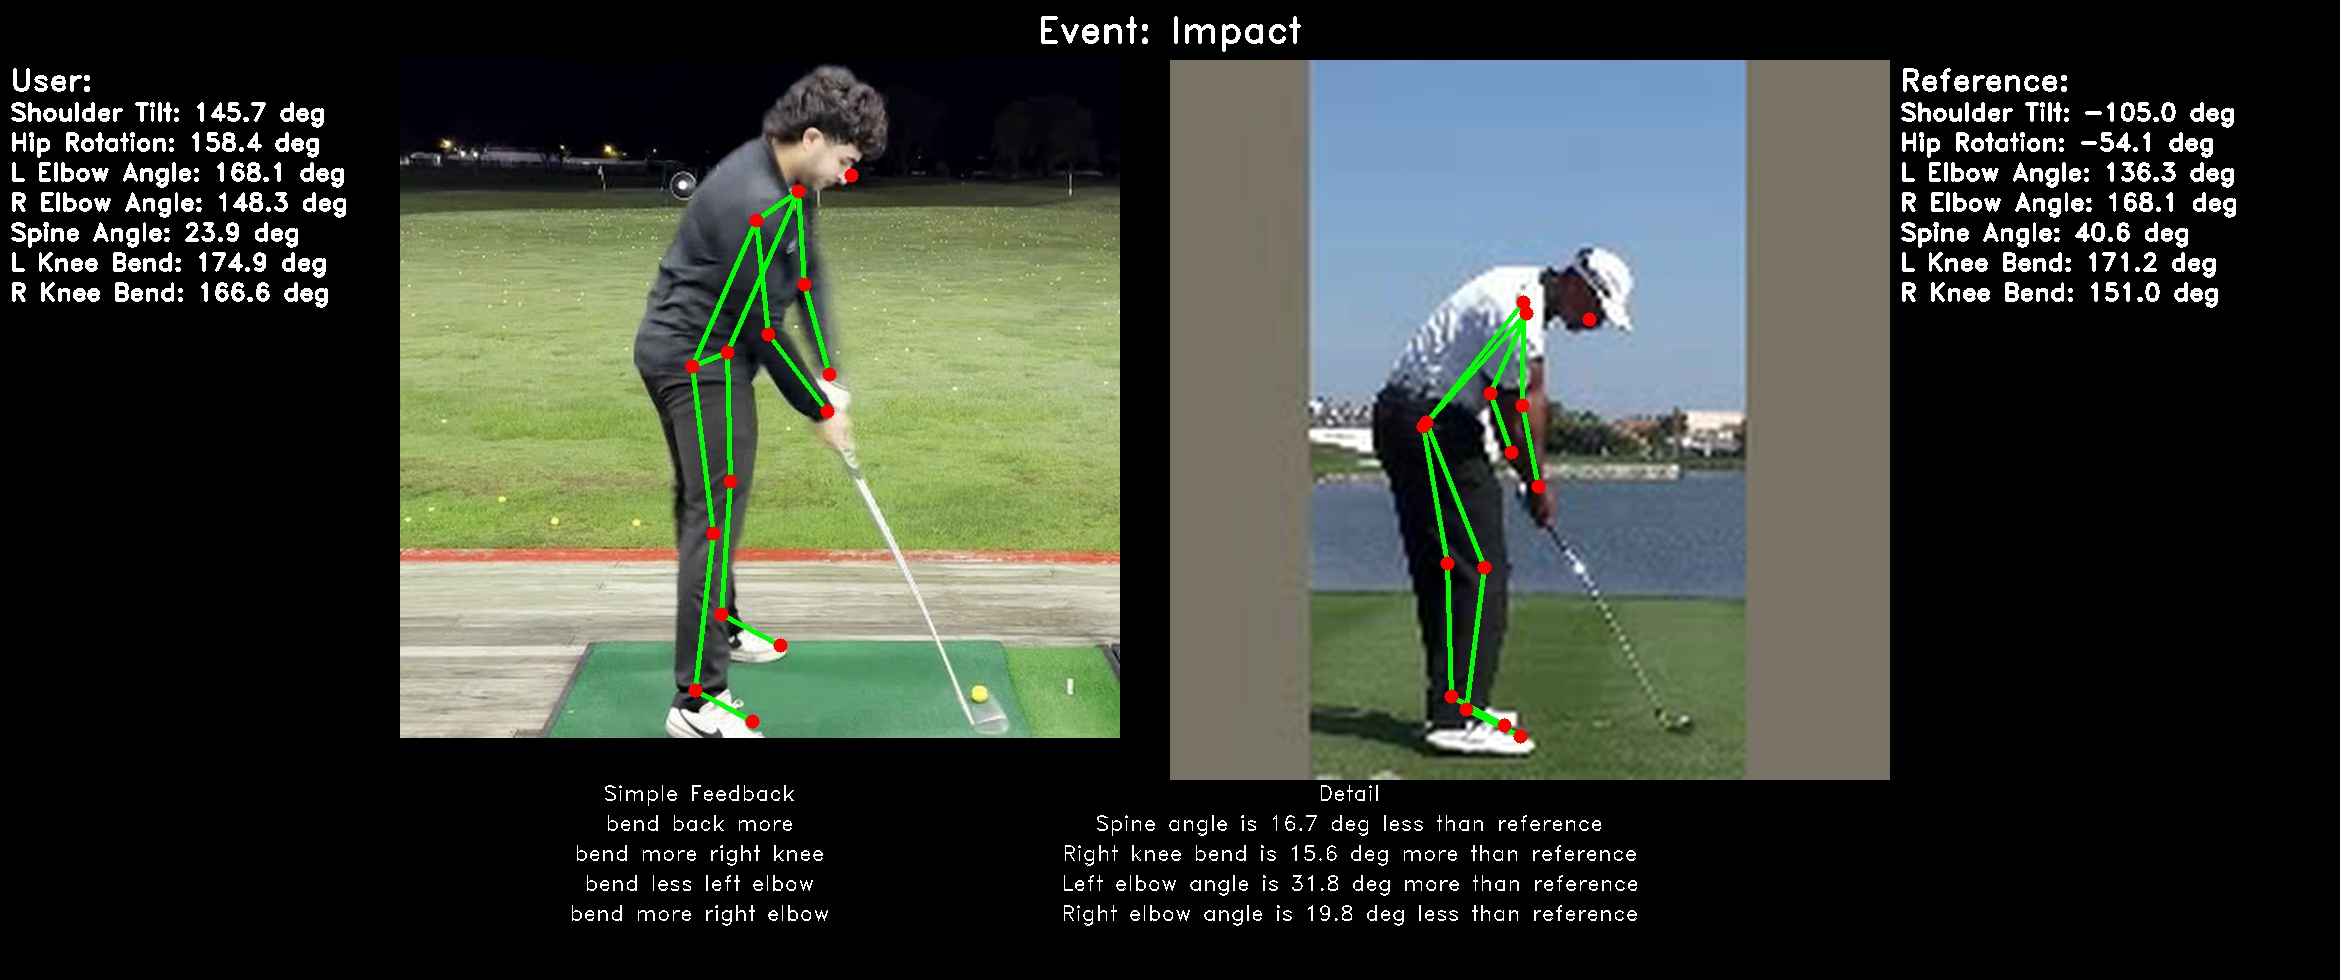 Event: Impact
User:
Shoulder Tilt: 145.7 deg
Hip Rotation: 158.4 deg
L Elbow Angle: 168.1 deg
R Elbow Angle: 148.3 deg
Spine Angle: 23.9 deg
L Knee Bend: 174.9 deg
R Knee Bend: 166.6 deg
Reference:
Shoulder Tilt: -105.0 deg
Hip Rotation: -54.1 deg
L Elbow Angle: 136.3 deg
R Elbow Angle: 168.1 deg
Spine Angle: 40.6 deg
L Knee Bend: 171.2 deg
R Knee Bend: 151.0 deg
Simple Feedback
bend back more
bend more right knee
bend less left elbow
bend more right elbow
Detail
Spine angle is 16.7 deg less than reference
Right knee bend is 15.6 deg more than reference
Left elbow angle is 31.8 deg more than reference
Right elbow angle is 19.8 deg less than reference